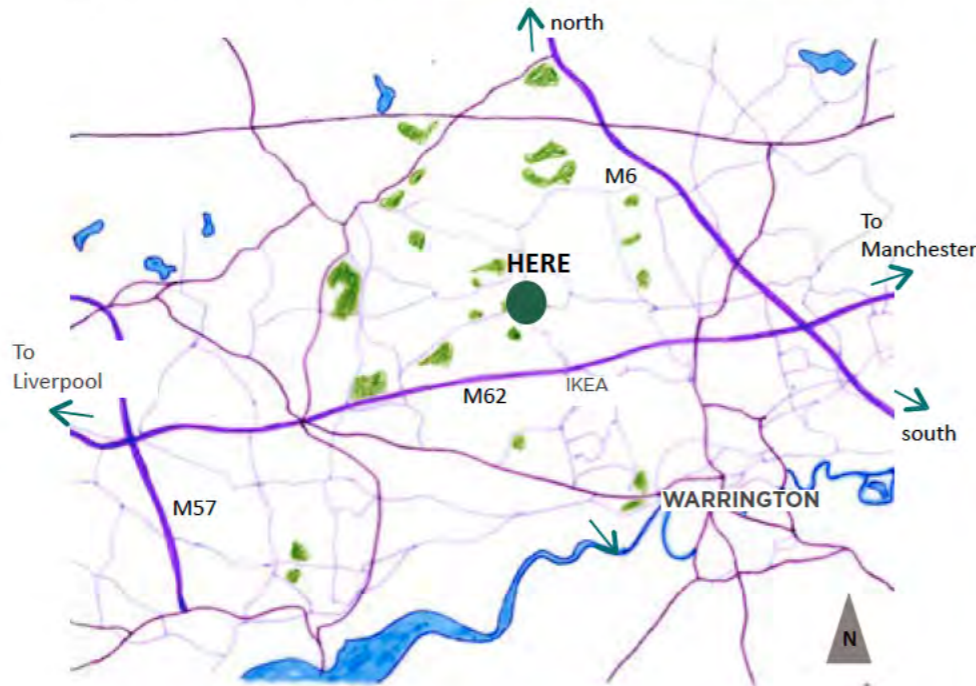 north
M6
To
Manchester
HERE
To
Liverpool
M62
IKEA
south
M57
WARRINGTON
N